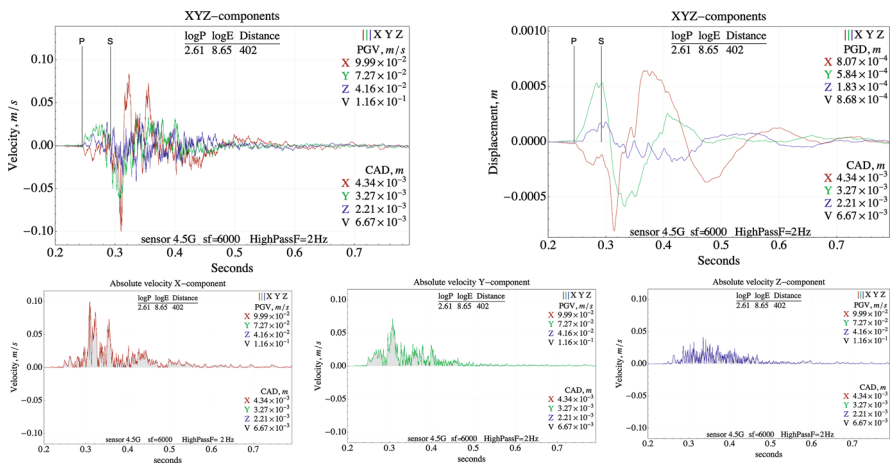 XYZ−components
P
S
logP logE Distance
2.61 8.65 402
X Y Z
PGV, m/s
X 9.99×10⁻²
Y 7.27×10⁻²
Z 4.16×10⁻²
V 1.16×10⁻¹
CAD, m
X 4.34×10⁻³
Y 3.27×10⁻³
Z 2.21×10⁻³
V 6.67×10⁻³
Velocity, m/s
0.10
0.05
0.00
−0.05
−0.10
sensor 4.5G sf=6000 HighPassF=2Hz
0.2 0.3 0.4 0.5 0.6 0.7
Seconds
XYZ−components
P
S
logP logE Distance
2.61 8.65 402
X Y Z
PGD, m
X 8.07×10⁻⁴
Y 5.84×10⁻⁴
Z 1.83×10⁻⁴
V 8.68×10⁻⁴
CAD, m
X 4.34×10⁻³
Y 3.27×10⁻³
Z 2.21×10⁻³
V 6.67×10⁻³
Displacement, m
0.0010
0.0005
0.0000
−0.0005
sensor 4.5G sf=6000 HighPassF=2Hz
0.2 0.3 0.4 0.5 0.6 0.7
Seconds
Absolute velocity X−component
logP logE Distance
2.61 8.65 402
X Y Z
PGV, m/s
X 9.99×10⁻²
Y 7.27×10⁻²
Z 4.16×10⁻²
V 1.16×10⁻¹
CAD, m
X 4.34×10⁻³
Y 3.27×10⁻³
Z 2.21×10⁻³
V 6.67×10⁻³
Velocity, m/s
0.10
0.05
0.00
−0.05
−0.10
sensor 4.5G sf=6000 HighPassF= 2Hz
0.2 0.3 0.4 0.5 0.6 0.7
seconds
Absolute velocity Y−component
logP logE Distance
2.61 8.65 402
X Y Z
PGV, m/s
X 9.99×10⁻²
Y 7.27×10⁻²
Z 4.16×10⁻²
V 1.16×10⁻¹
CAD, m
X 4.34×10⁻³
Y 3.27×10⁻³
Z 2.21×10⁻³
V 6.67×10⁻³
Velocity, m/s
0.10
0.05
0.00
−0.05
−0.10
sensor 4.5G sf=6000 HighPassF=2Hz
0.2 0.3 0.4 0.5 0.6 0.7
seconds
Absolute velocity Z−component
logP logE Distance
2.61 8.65 402
X Y Z
PGV, m/s
X 9.99×10⁻²
Y 7.27×10⁻²
Z 4.16×10⁻²
V 1.16×10⁻¹
CAD, m
X 4.34×10⁻³
Y 3.27×10⁻³
Z 2.21×10⁻³
V 6.67×10⁻³
Velocity, m/s
0.10
0.05
0.00
−0.05
−0.10
sensor 4.5G sf=6000 HighPassF=2Hz
0.2 0.3 0.4 0.5 0.6 0.7
seconds